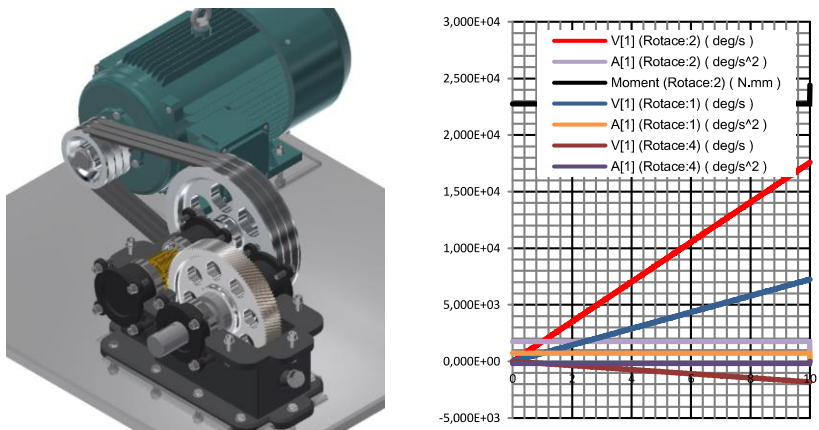 3,000E+04
V[1] (Rotace:2) ( deg/s )
A[1] (Rotace:2) ( deg/s^2 )
2,500E+04
Moment (Rotace:2) ( N.mm )
V[1] (Rotace:1) ( deg/s )
A[1] (Rotace:1) ( deg/s^2 )
2,000E+04
V[1] (Rotace:4) ( deg/s )
A[1] (Rotace:4) ( deg/s^2 )
1,500E+04
1,000E+04
5,000E+03
0,000E+00
0 2 4 6 8 10
-5,000E+03